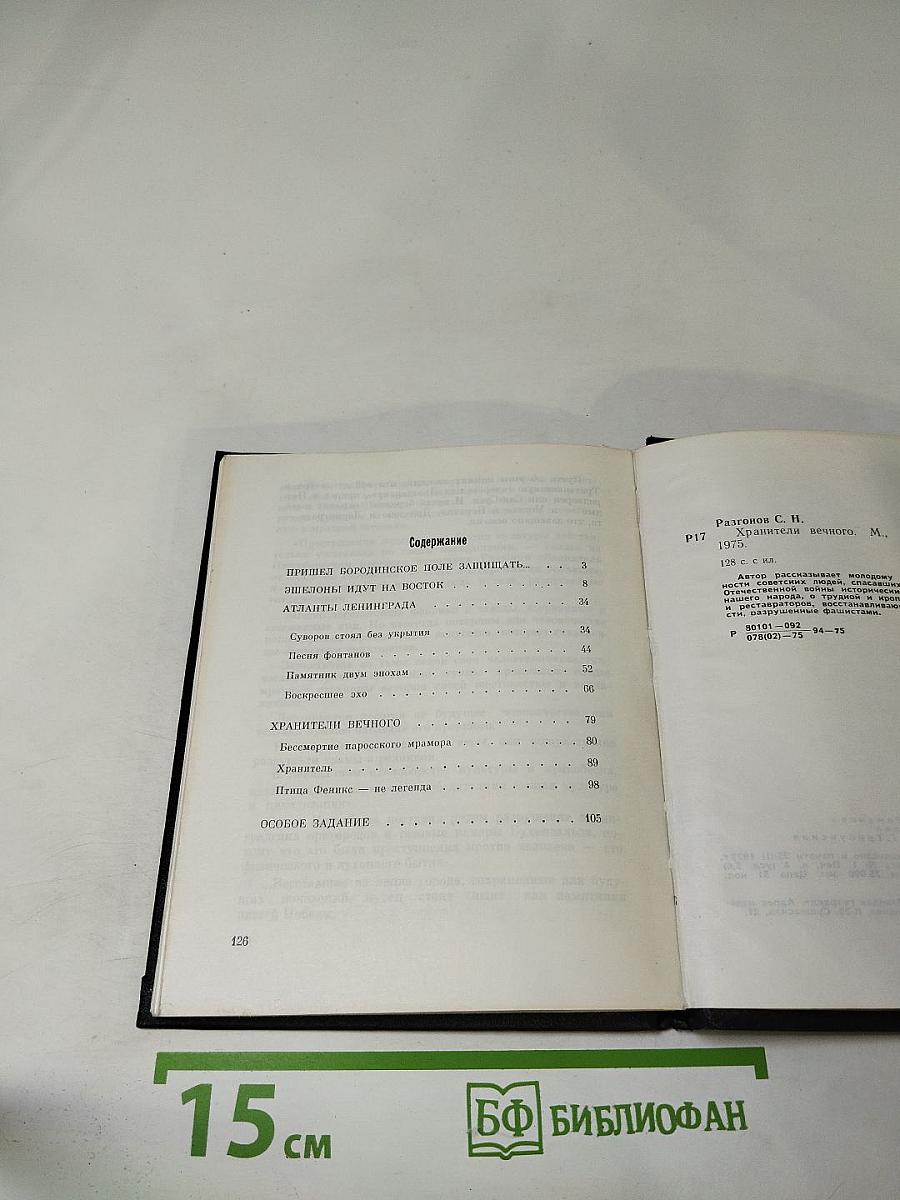 Содержание
ПРИШЕЛ БОРОДИНСКОЕ ПОЛЕ ЗАЩИЩАТЬ... . . 3
ЭШЕЛОНЫ ИДУТ НА ВОСТОК . . . . . . . . . . 8
АТЛАНТЫ ЛЕНИНГРАДА . . . . . . . . . . . 34
Суворов стоял без укрытия . . . . . . . . . . . 34
Песня фонтанов . . . . . . . . . . . . . . . 44
Памятник двум эпохам . . . . . . . . . . . . 52
Воскресшее эхо . . . . . . . . . . . . . . . 66
ХРАНИТЕЛИ ВЕЧНОГО . . . . . . . . . . . . 79
Бессмертие паросского мрамора . . . . . . . . . 80
Хранитель . . . . . . . . . . . . . . . . . . 89
Птица Феникс — не легенда . . . . . . . . . . . 98
ОСОБОЕ ЗАДАНИЕ . . . . . . . . . . . . . . 105
126
Разгонов С. Н.
Р17 Хранители вечного. М.,
1975.
128 с. с ил.
Автор рассказывает молодому
ности советских людей, спасавших
Отечественной войны исторически
нашего народа, о трудной и кроп
и реставраторов, восстанавливаю
сти, разрушенные фашистами.
Р 80101—092
078(02)—75 94—75
15 см
БФ БИБЛИОФАН